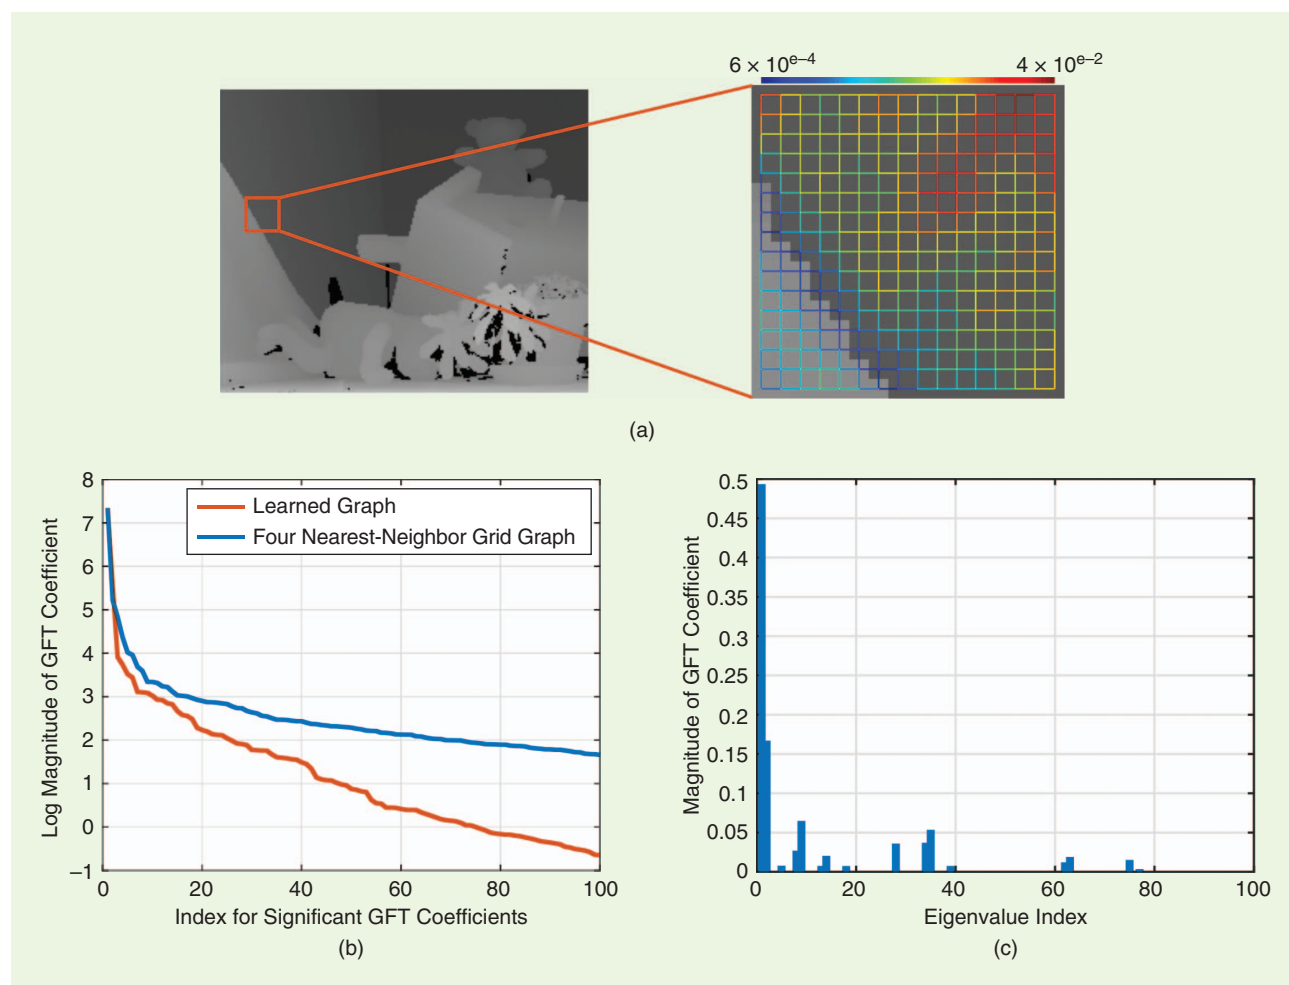 6 × 10e–4
4 × 10e–2
(a)
8
7
6
5
4
3
2
1
0
–1
Log Magnitude of GFT Coefficient
Learned Graph
Four Nearest-Neighbor Grid Graph
0 20 40 60 80 100
Index for Significant GFT Coefficients
(b)
0.5
0.45
0.4
0.35
0.3
0.25
0.2
0.15
0.1
0.05
0
Magnitude of GFT Coefficient
0 20 40 60 80 100
Eigenvalue Index
(c)